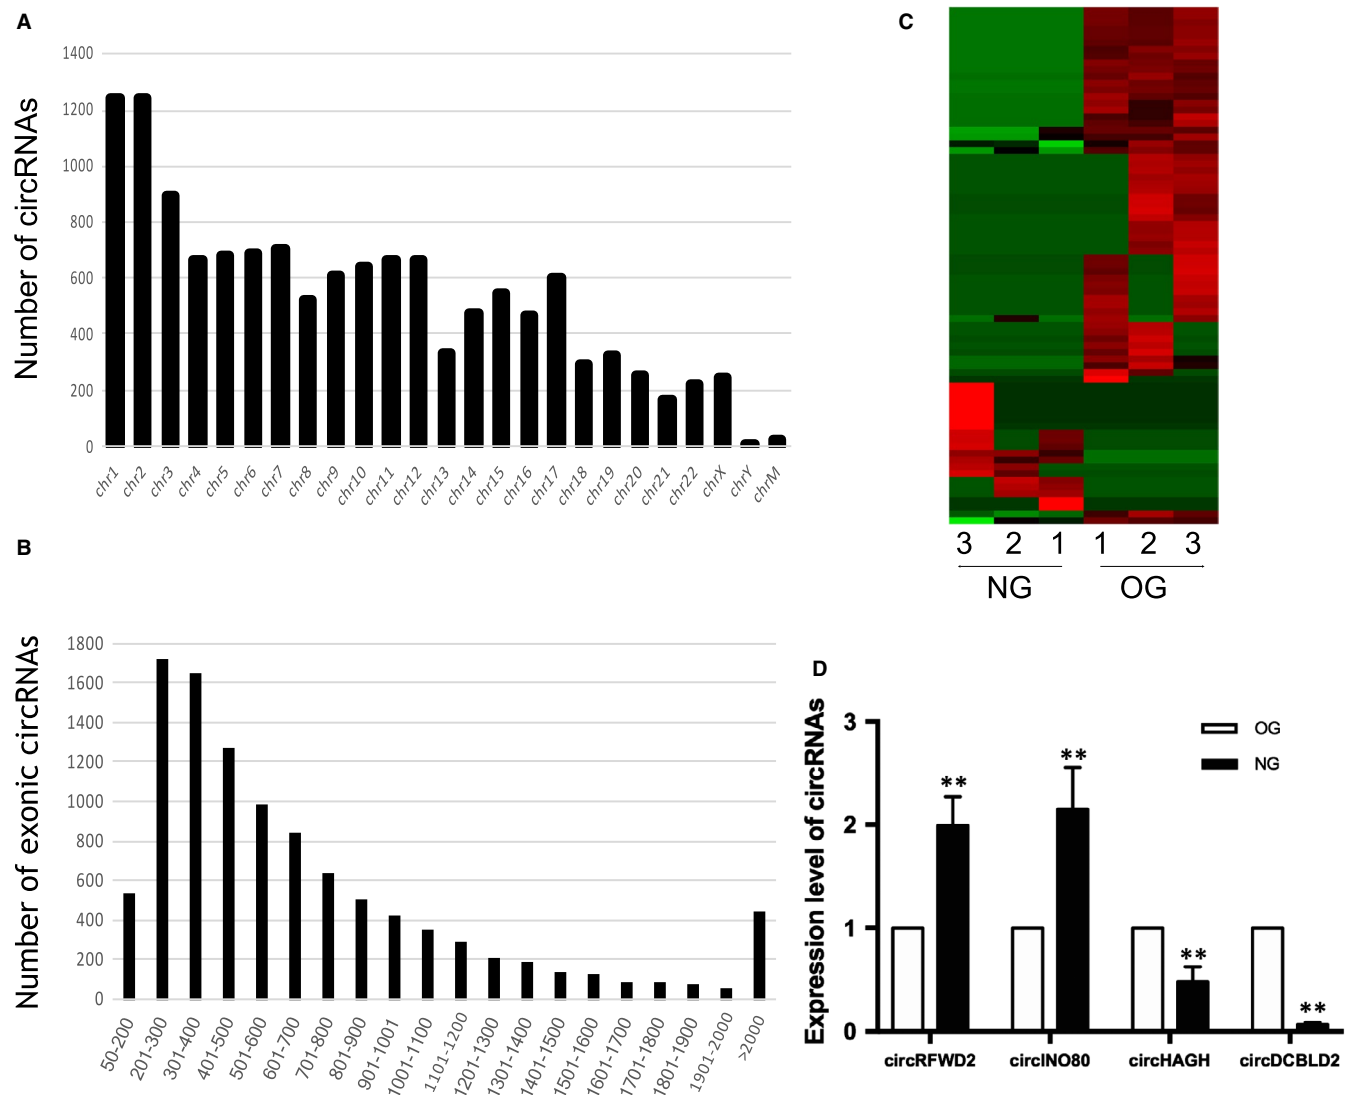 A
Number of circRNAs
1400
1200
1000
800
600
400
200
0
chr1 chr2 chr3 chr4 chr5 chr6 chr7 chr8 chr9 chr10 chr11 chr12 chr13 chr14 chr15 chr16 chr17 chr18 chr19 chr20 chr21 chr22 chrX chrY chrM
B
Number of exonic circRNAs
1800
1600
1400
1200
1000
800
600
400
200
0
50-200 201-300 301-400 401-500 501-600 601-700 701-800 801-900 901-1001 1001-1100 1101-1200 1201-1300 1301-1400 1401-1500 1501-1600 1601-1700 1701-1800 1801-1900 1901-2000 >2000
C
3 2 1 1 2 3
NG OG
D
Expression level of circRNAs
3
2
1
0
OG
NG
** ** ** **
circRFWD2 circINO80 circHAGH circDCBLD2